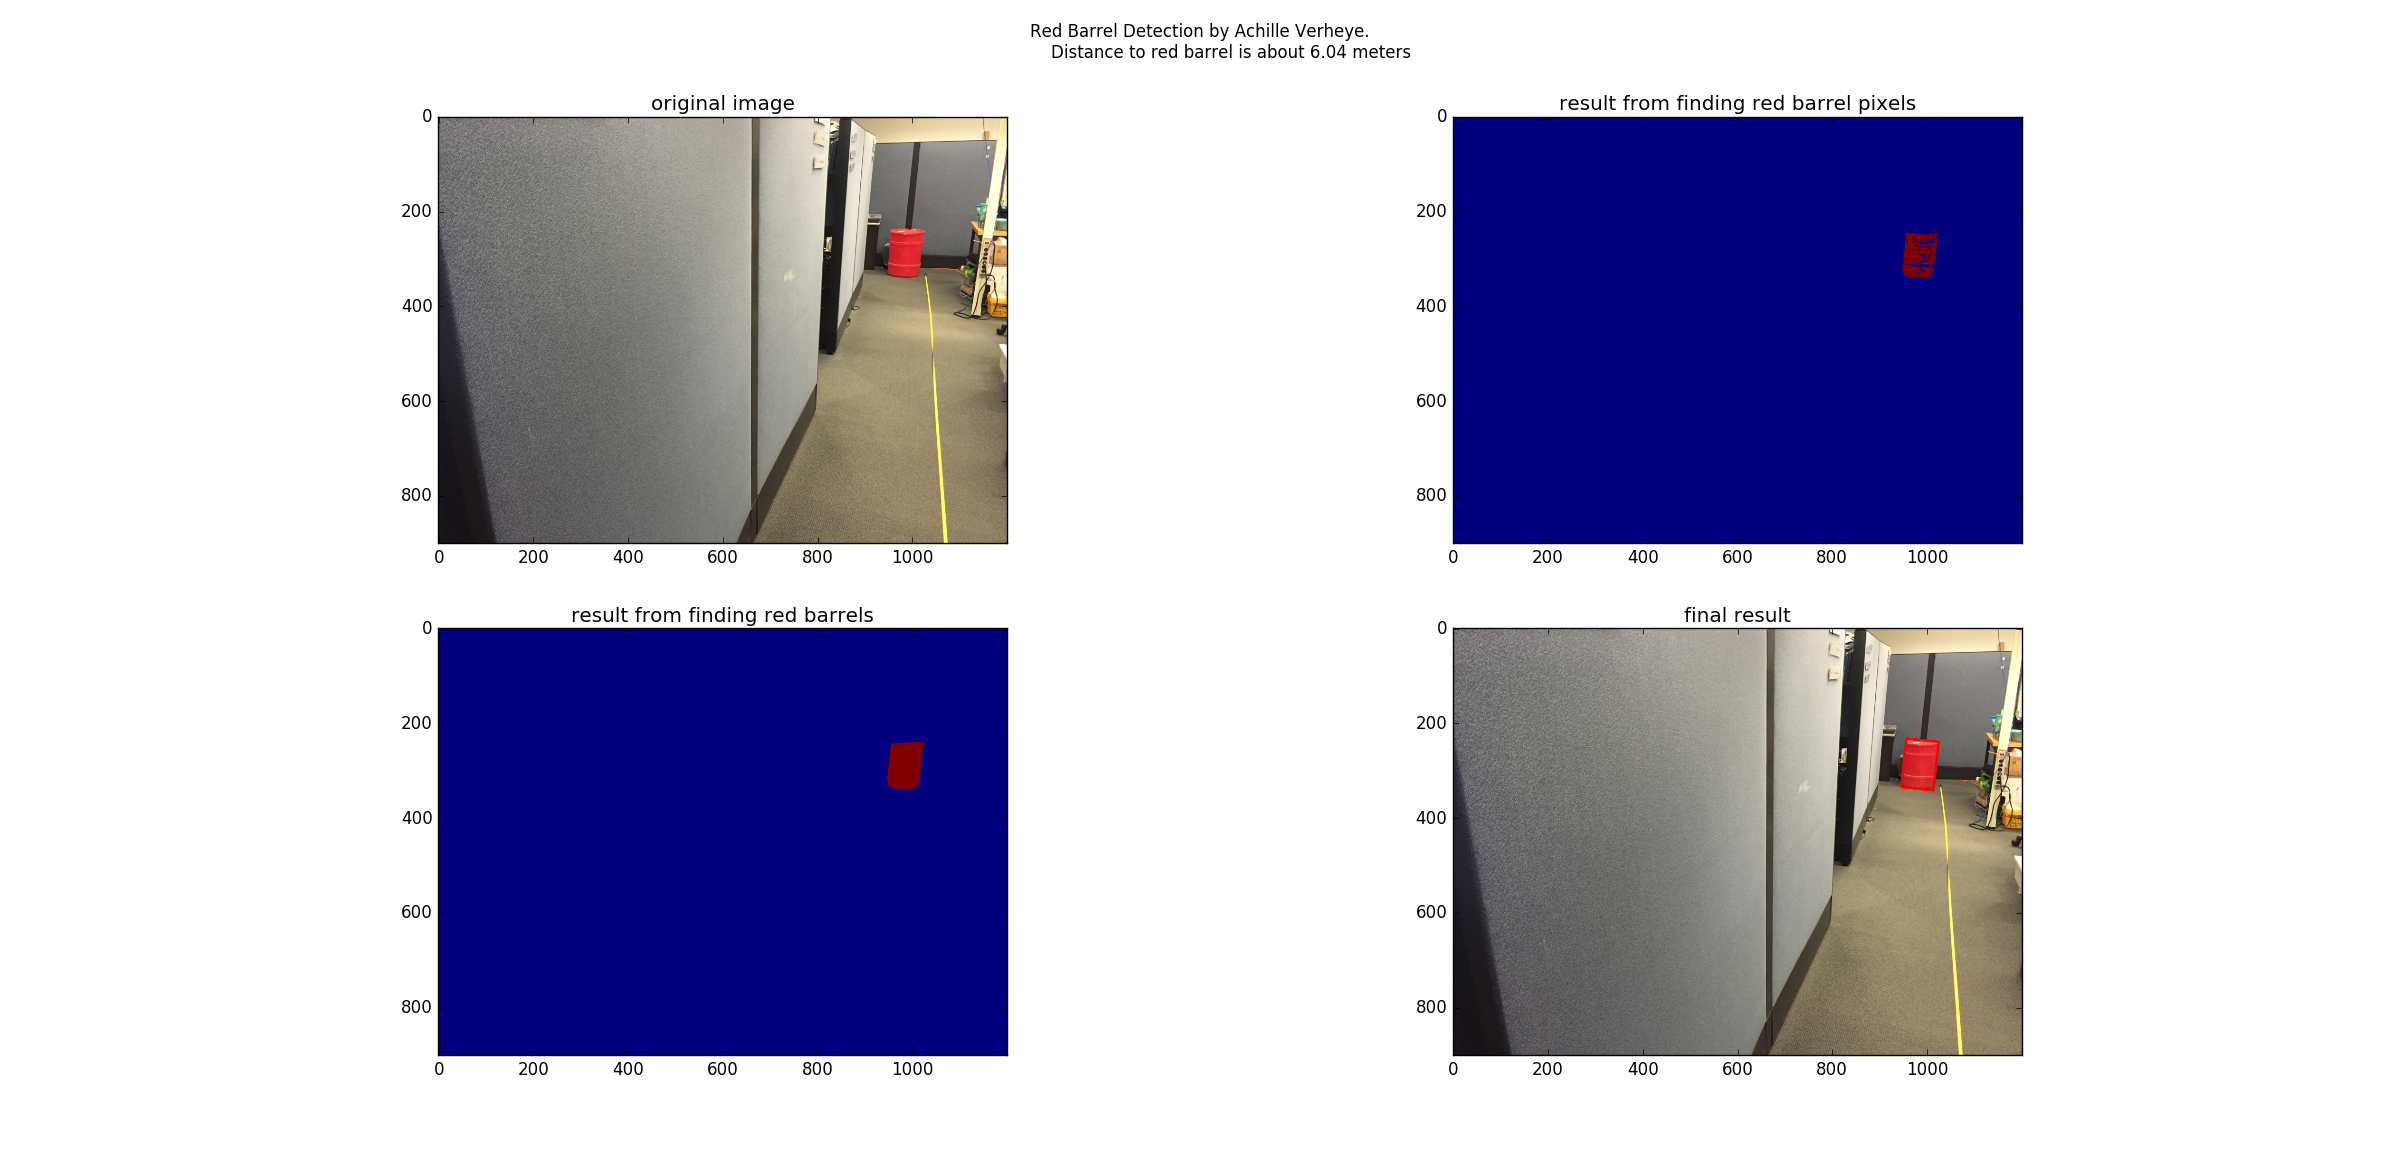 Red Barrel Detection by Achille Verheye.
Distance to red barrel is about 6.04 meters
original image
0
200
400
600
800
0 200 400 600 800 1000
result from finding red barrel pixels
0
200
400
600
800
0 200 400 600 800 1000
result from finding red barrels
0
200
400
600
800
0 200 400 600 800 1000
final result
0
200
400
600
800
0 200 400 600 800 1000